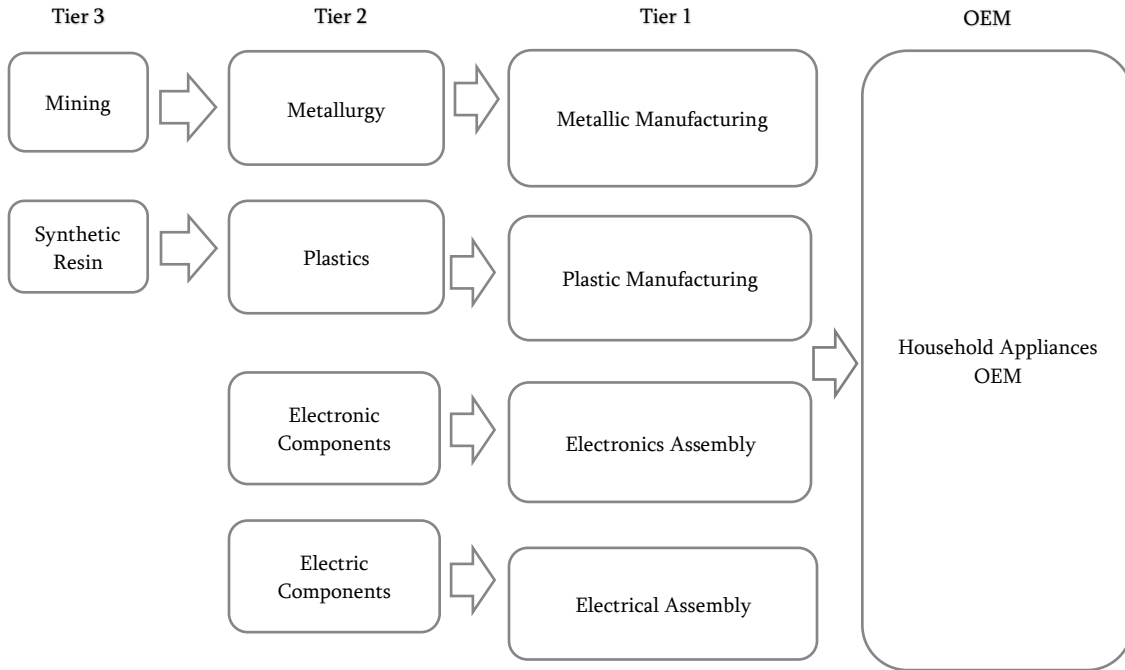 Tier 3
Tier 2
Tier 1
OEM
Mining
Metallurgy
Metallic Manufacturing
Synthetic
Resin
Plastics
Plastic Manufacturing
Household Appliances
OEM
Electronic
Components
Electronics Assembly
Electric
Components
Electrical Assembly